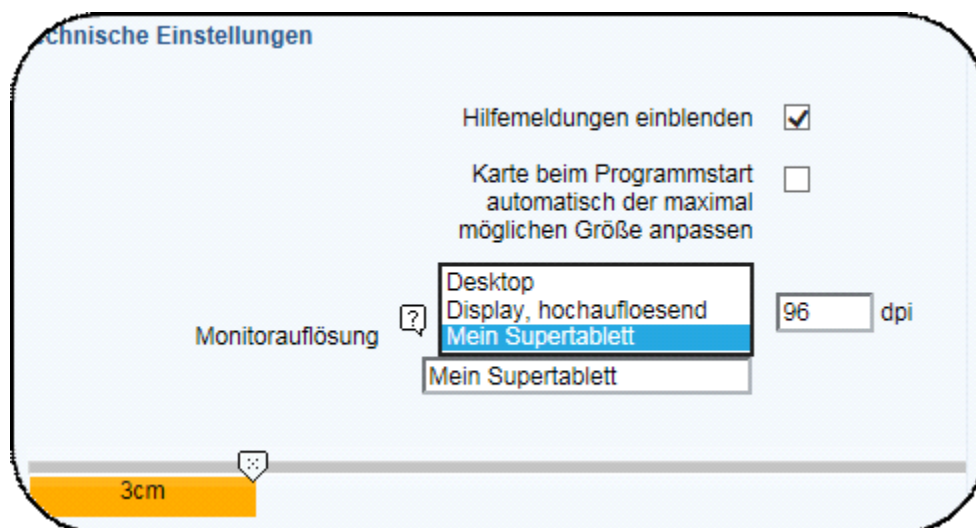 chnische Einstellungen
Hilfemeldungen einblenden
Karte beim Programmstart
automatisch der maximal
möglichen Größe anpassen
Desktop
Display, hochaufloesend
Mein Supertablett
Monitorauflösung
?
96 dpi
Mein Supertablett
3cm